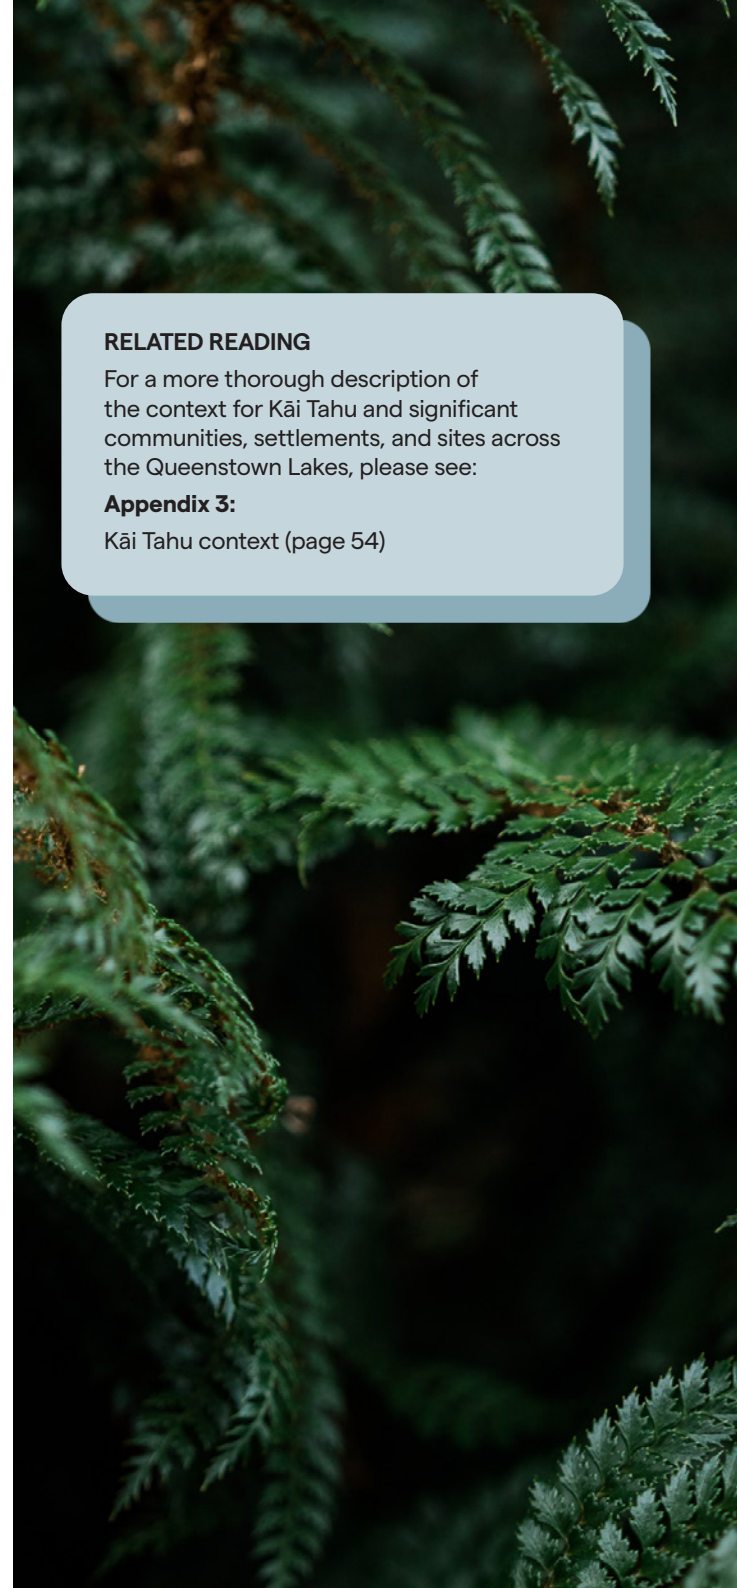 RELATED READING
For a more thorough description of
the context for Kāi Tahu and significant
communities, settlements, and sites across
the Queenstown Lakes, please see:
Appendix 3:
Kāi Tahu context (page 54)